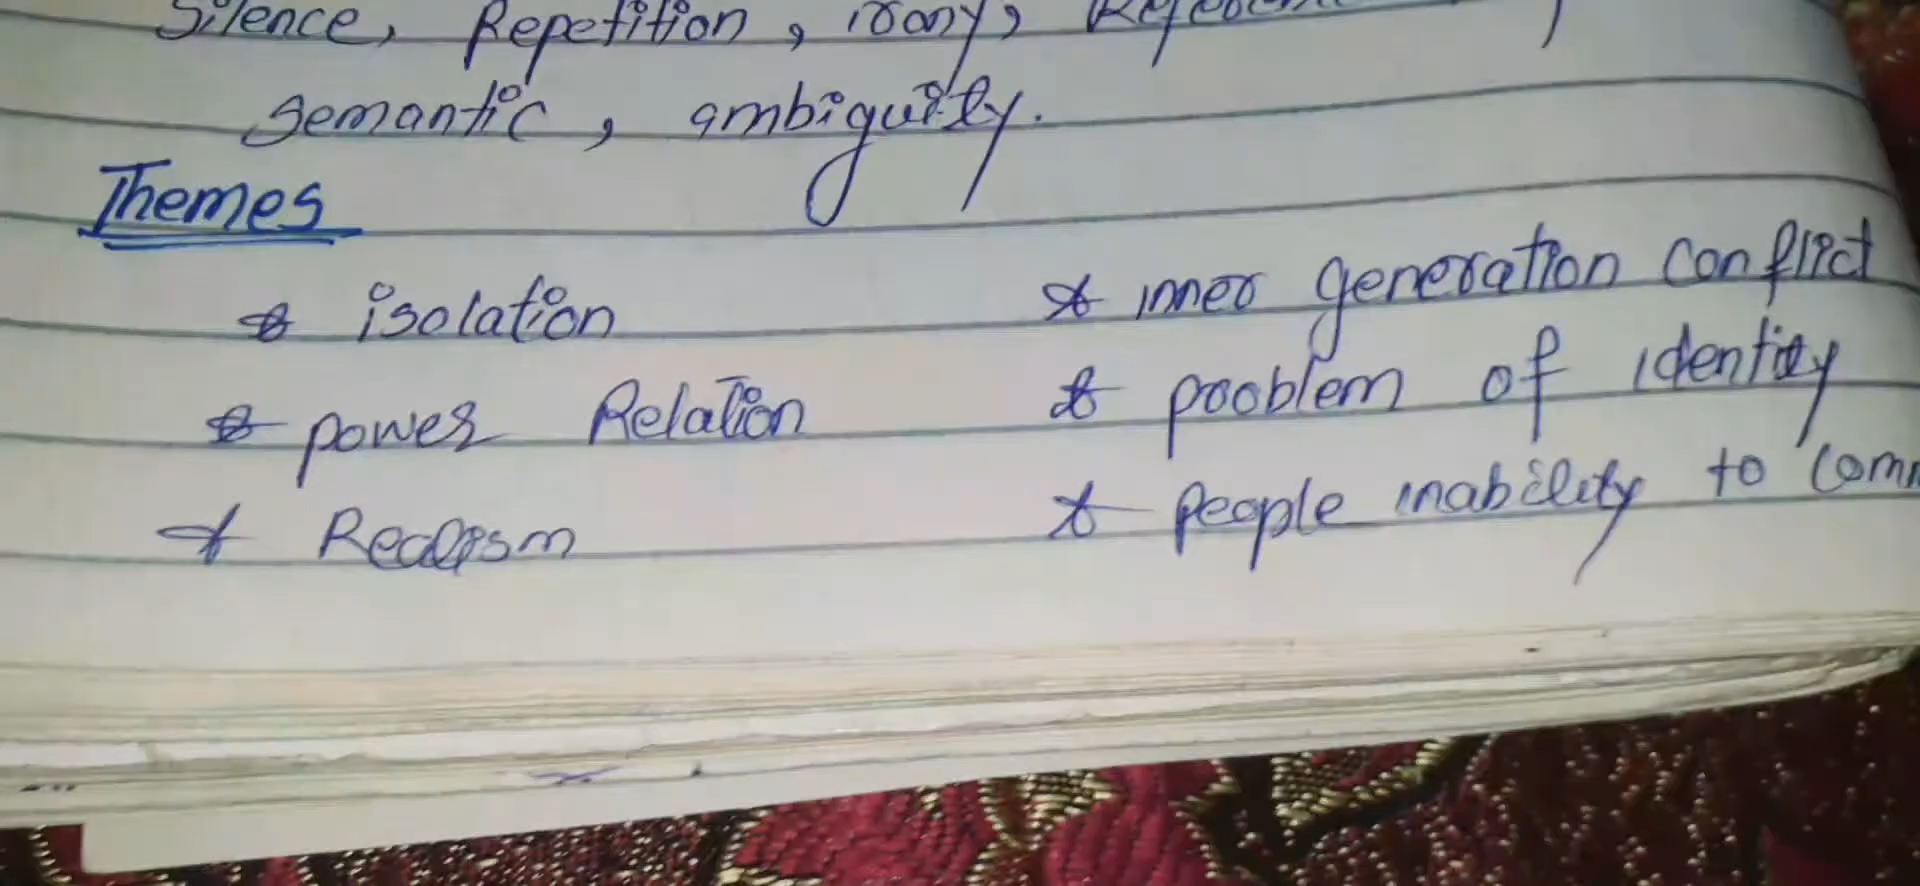 Silence, Repetition, irony,
Semantic, ambiguity.
Themes
isolation
power Relation
Realism
inner generation conflict
problem of identity
people inability to